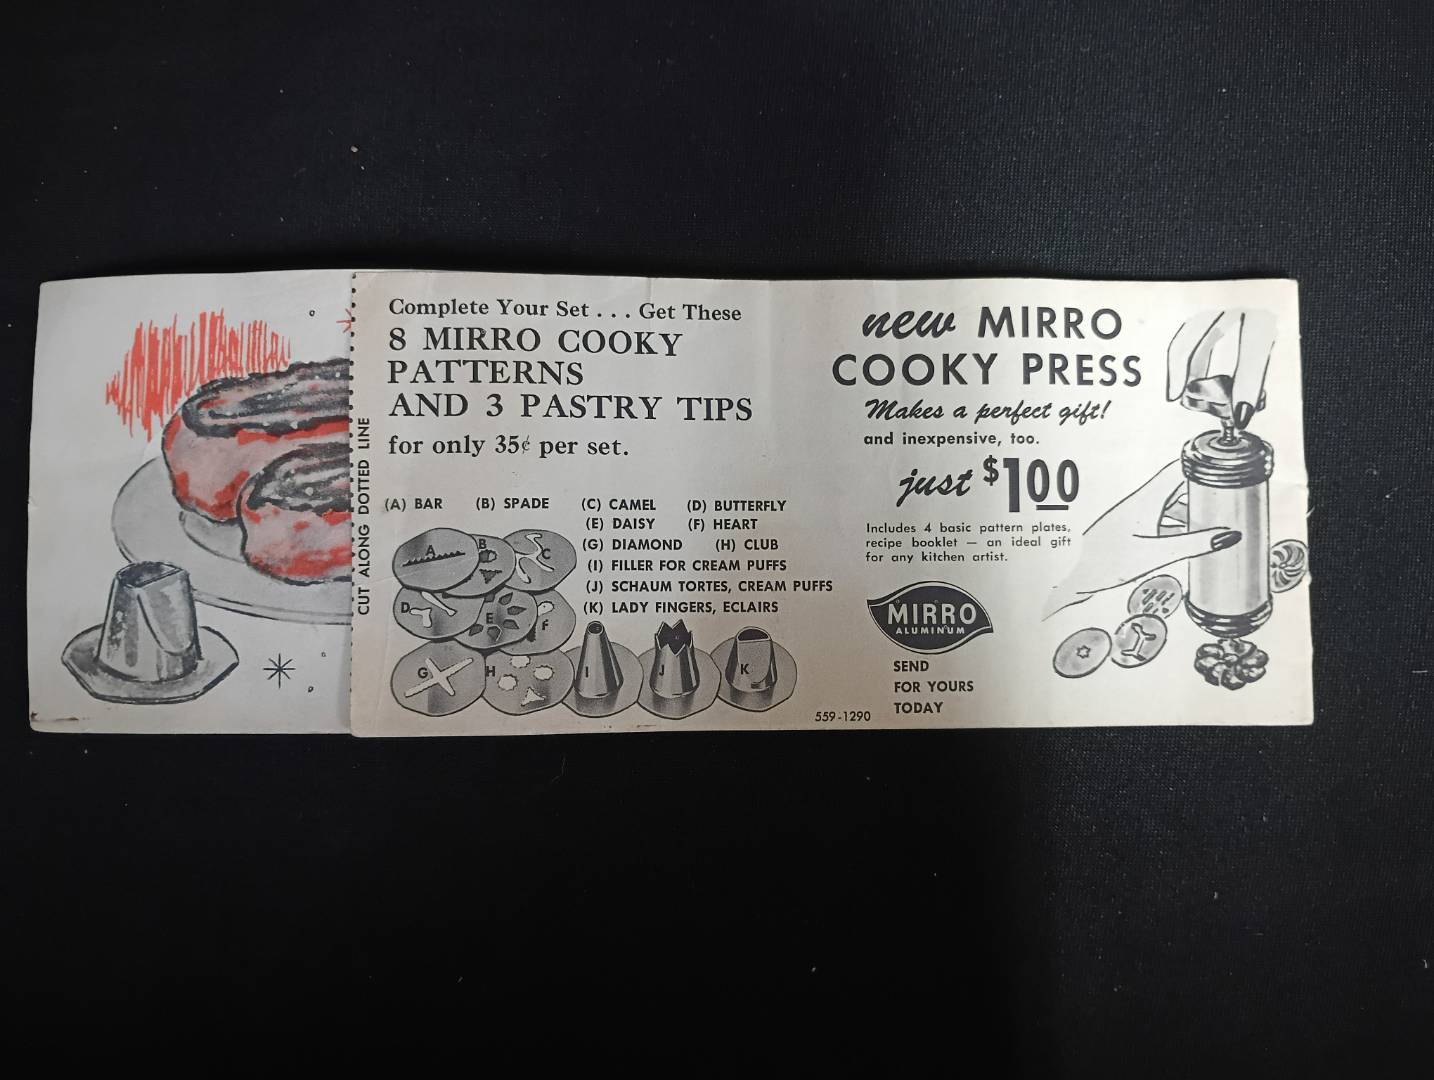 CUT ALONG DOTTED LINE
Complete Your Set . . . Get These
8 MIRRO COOKY
PATTERNS
AND 3 PASTRY TIPS
for only 35¢ per set.
(A) BAR (B) SPADE (C) CAMEL (D) BUTTERFLY
(E) DAISY (F) HEART
(G) DIAMOND (H) CLUB
(I) FILLER FOR CREAM PUFFS
(J) SCHAUM TORTES, CREAM PUFFS
(K) LADY FINGERS, ECLAIRS
A
B
C
D
E
F
G
H
I
J
K
559-1290
new MIRRO
COOKY PRESS
Makes a perfect gift!
and inexpensive, too.
just $1.00
Includes 4 basic pattern plates,
recipe booklet — an ideal gift
for any kitchen artist.
MIRRO
ALUMINUM
SEND
FOR YOURS
TODAY